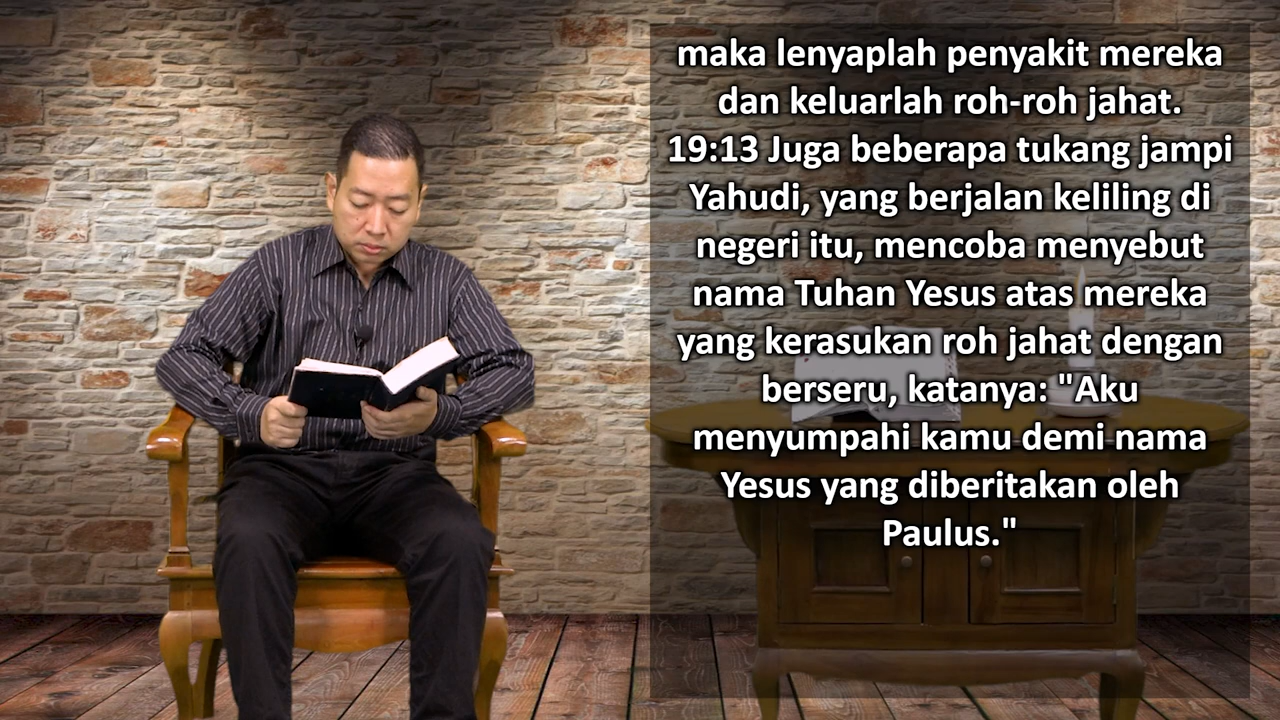 maka lenyaplah penyakit mereka
dan keluarlah roh-roh jahat.
19:13 Juga beberapa tukang jampi
Yahudi, yang berjalan keliling di
negeri itu, mencoba menyebut
nama Tuhan Yesus atas mereka
yang kerasukan roh jahat dengan
berseru, katanya: "Aku
menyumpahi kamu demi nama
Yesus yang diberitakan oleh
Paulus."